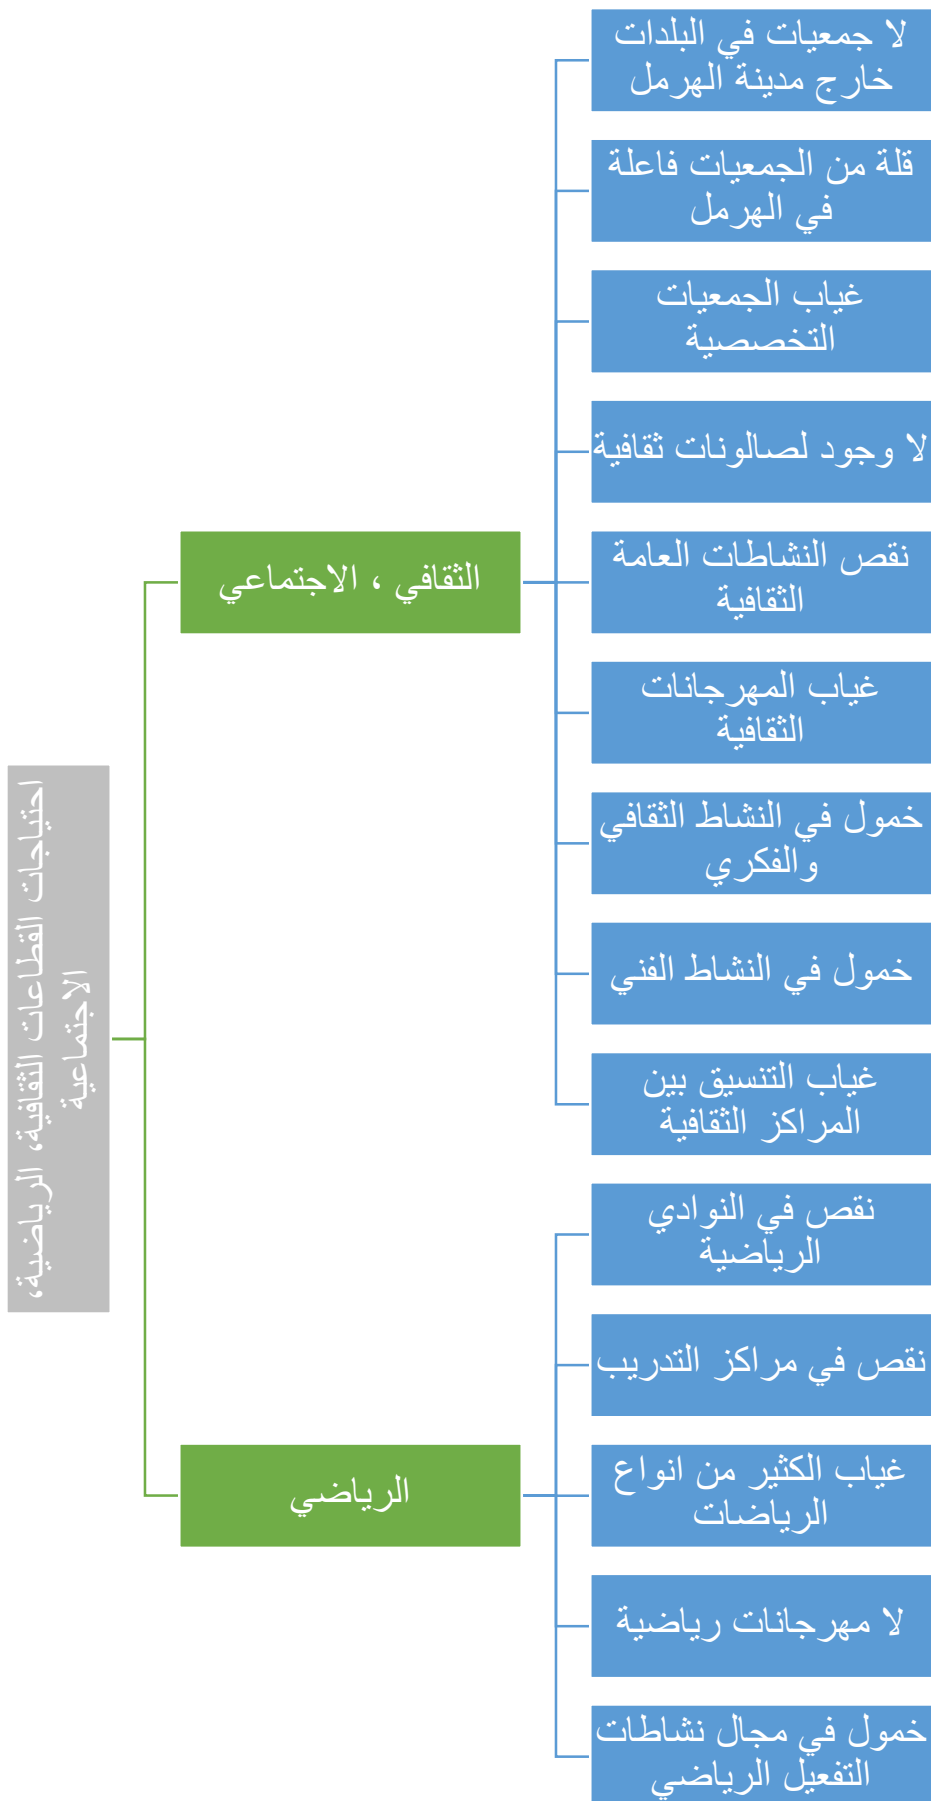 احتياجات القطاعات الثقافية، الرياضية،
الاجتماعية
الثقافي ، الاجتماعي
لا جمعيات في البلدات
خارج مدينة الهرمل
قلة من الجمعيات فاعلة
في الهرمل
غياب الجمعيات
التخصصية
لا وجود لصالونات ثقافية
نقص النشاطات العامة
الثقافية
غياب المهرجانات
الثقافية
خمول في النشاط الثقافي
والفكري
خمول في النشاط الفني
غياب التنسيق بين
المراكز الثقافية
الرياضي
نقص في النوادي
الرياضية
نقص في مراكز التدريب
غياب الكثير من انواع
الرياضات
لا مهرجانات رياضية
خمول في مجال نشاطات
التفعيل الرياضي